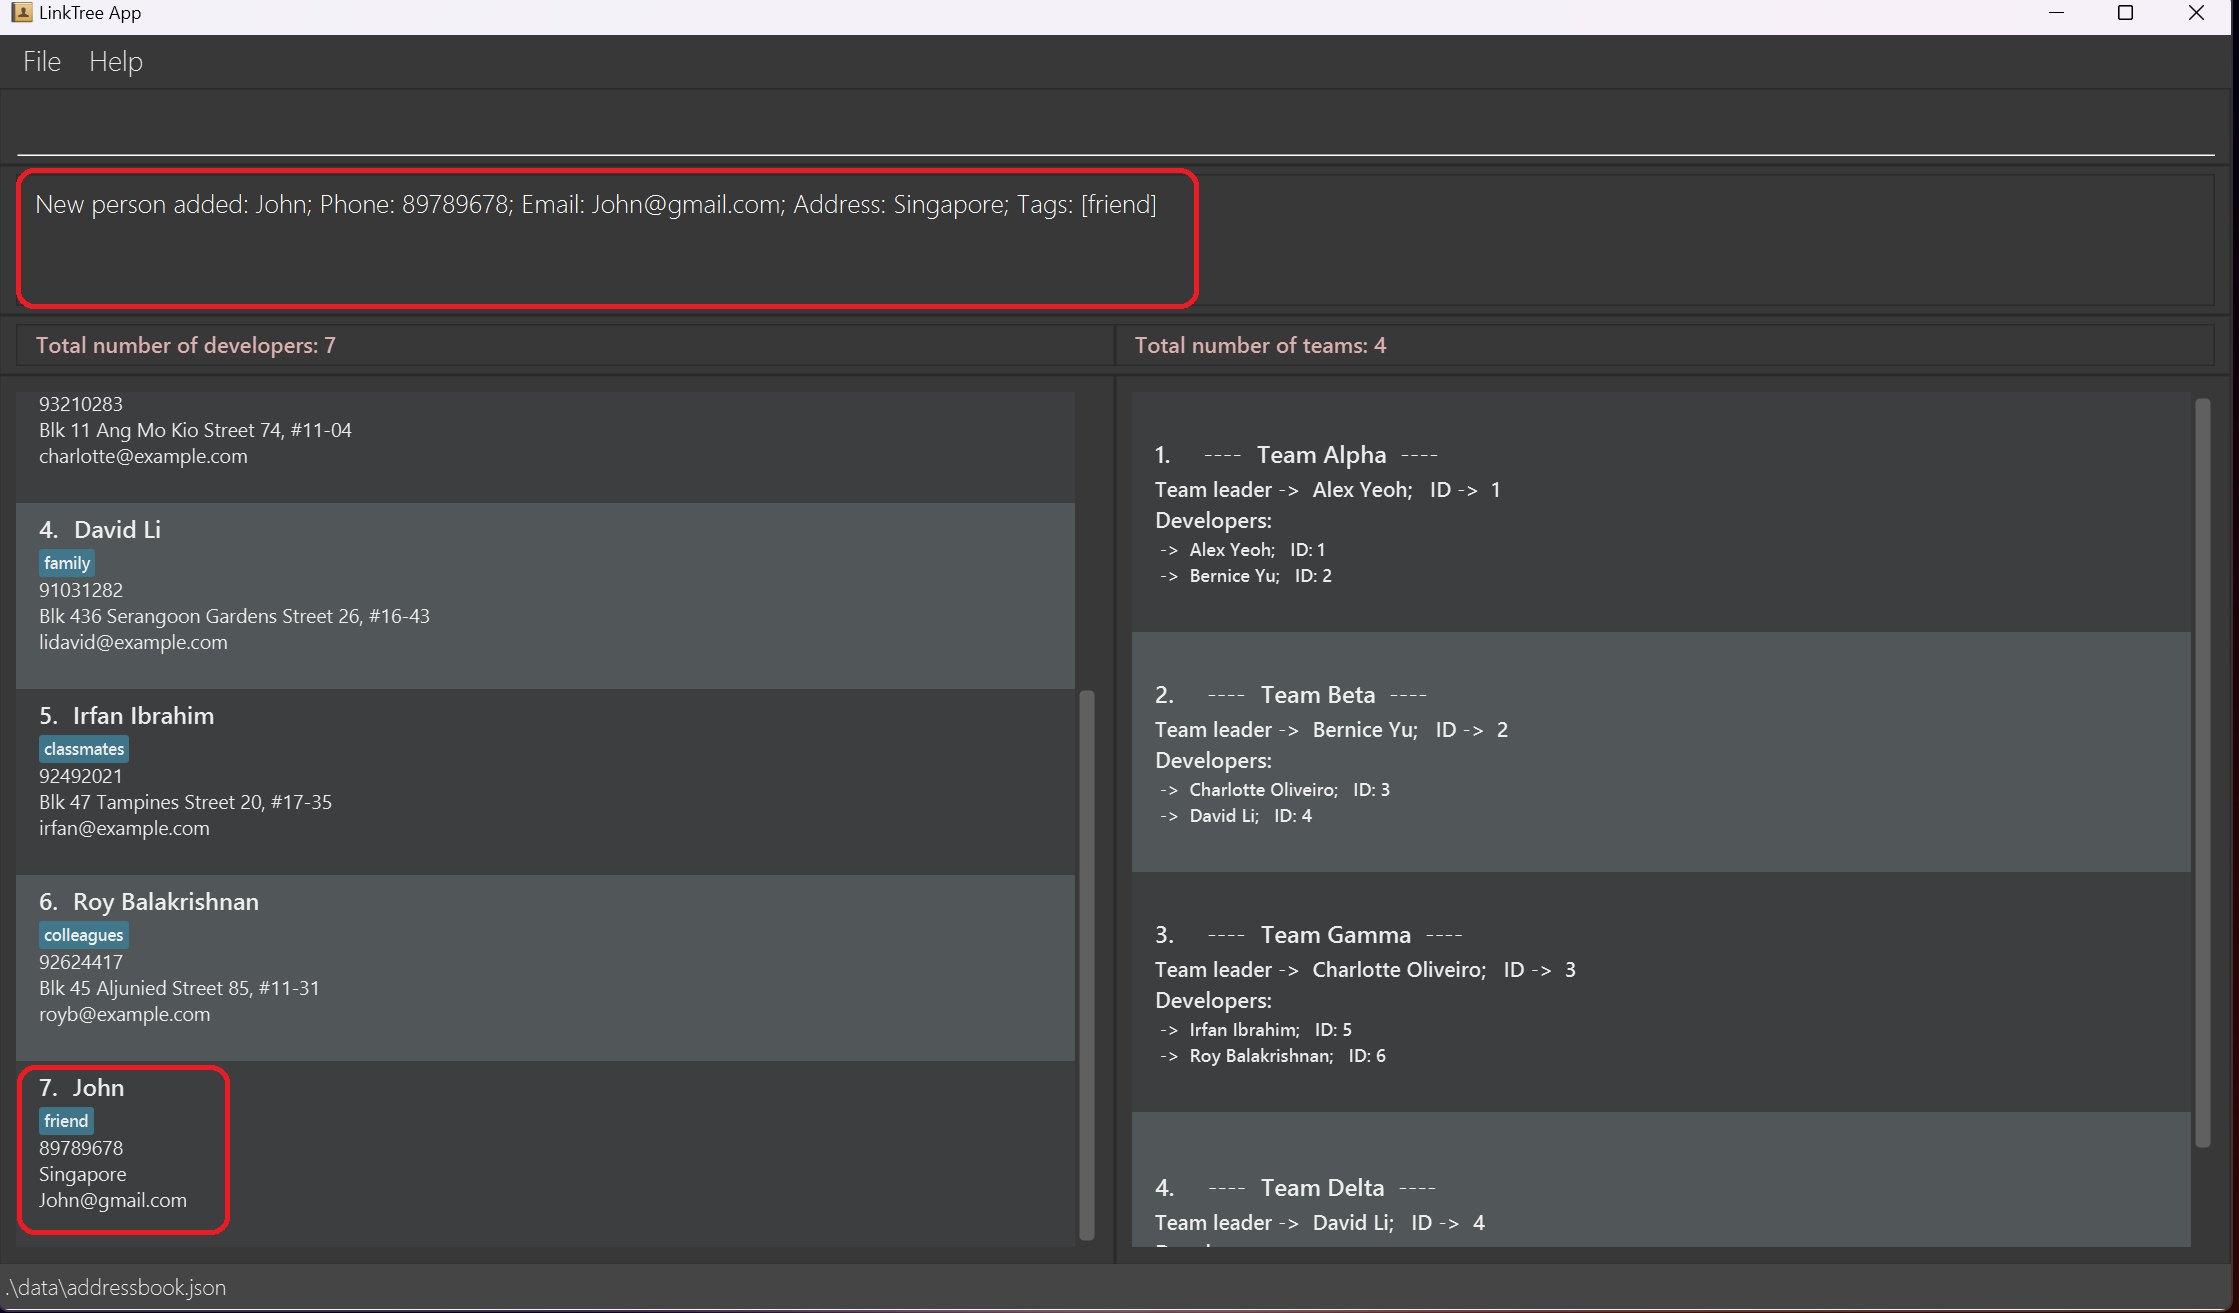 LinkTree App
File Help
New person added: John; Phone: 89789678; Email: John@gmail.com; Address: Singapore; Tags: [friend]
Total number of developers: 7
Total number of teams: 4
93210283
Blk 11 Ang Mo Kio Street 74, #11-04
charlotte@example.com
4. David Li
family
91031282
Blk 436 Serangoon Gardens Street 26, #16-43
lidavid@example.com
5. Irfan Ibrahim
classmates
92492021
Blk 47 Tampines Street 20, #17-35
irfan@example.com
6. Roy Balakrishnan
colleagues
92624417
Blk 45 Aljunied Street 85, #11-31
royb@example.com
7. John
friend
89789678
Singapore
John@gmail.com
1. ---- Team Alpha ----
Team leader -> Alex Yeoh; ID -> 1
Developers:
-> Alex Yeoh; ID: 1
-> Bernice Yu; ID: 2
2. ---- Team Beta ----
Team leader -> Bernice Yu; ID -> 2
Developers:
-> Charlotte Oliveiro; ID: 3
-> David Li; ID: 4
3. ---- Team Gamma ----
Team leader -> Charlotte Oliveiro; ID -> 3
Developers:
-> Irfan Ibrahim; ID: 5
-> Roy Balakrishnan; ID: 6
4. ---- Team Delta ----
Team leader -> David Li; ID -> 4
.\data\addressbook.json